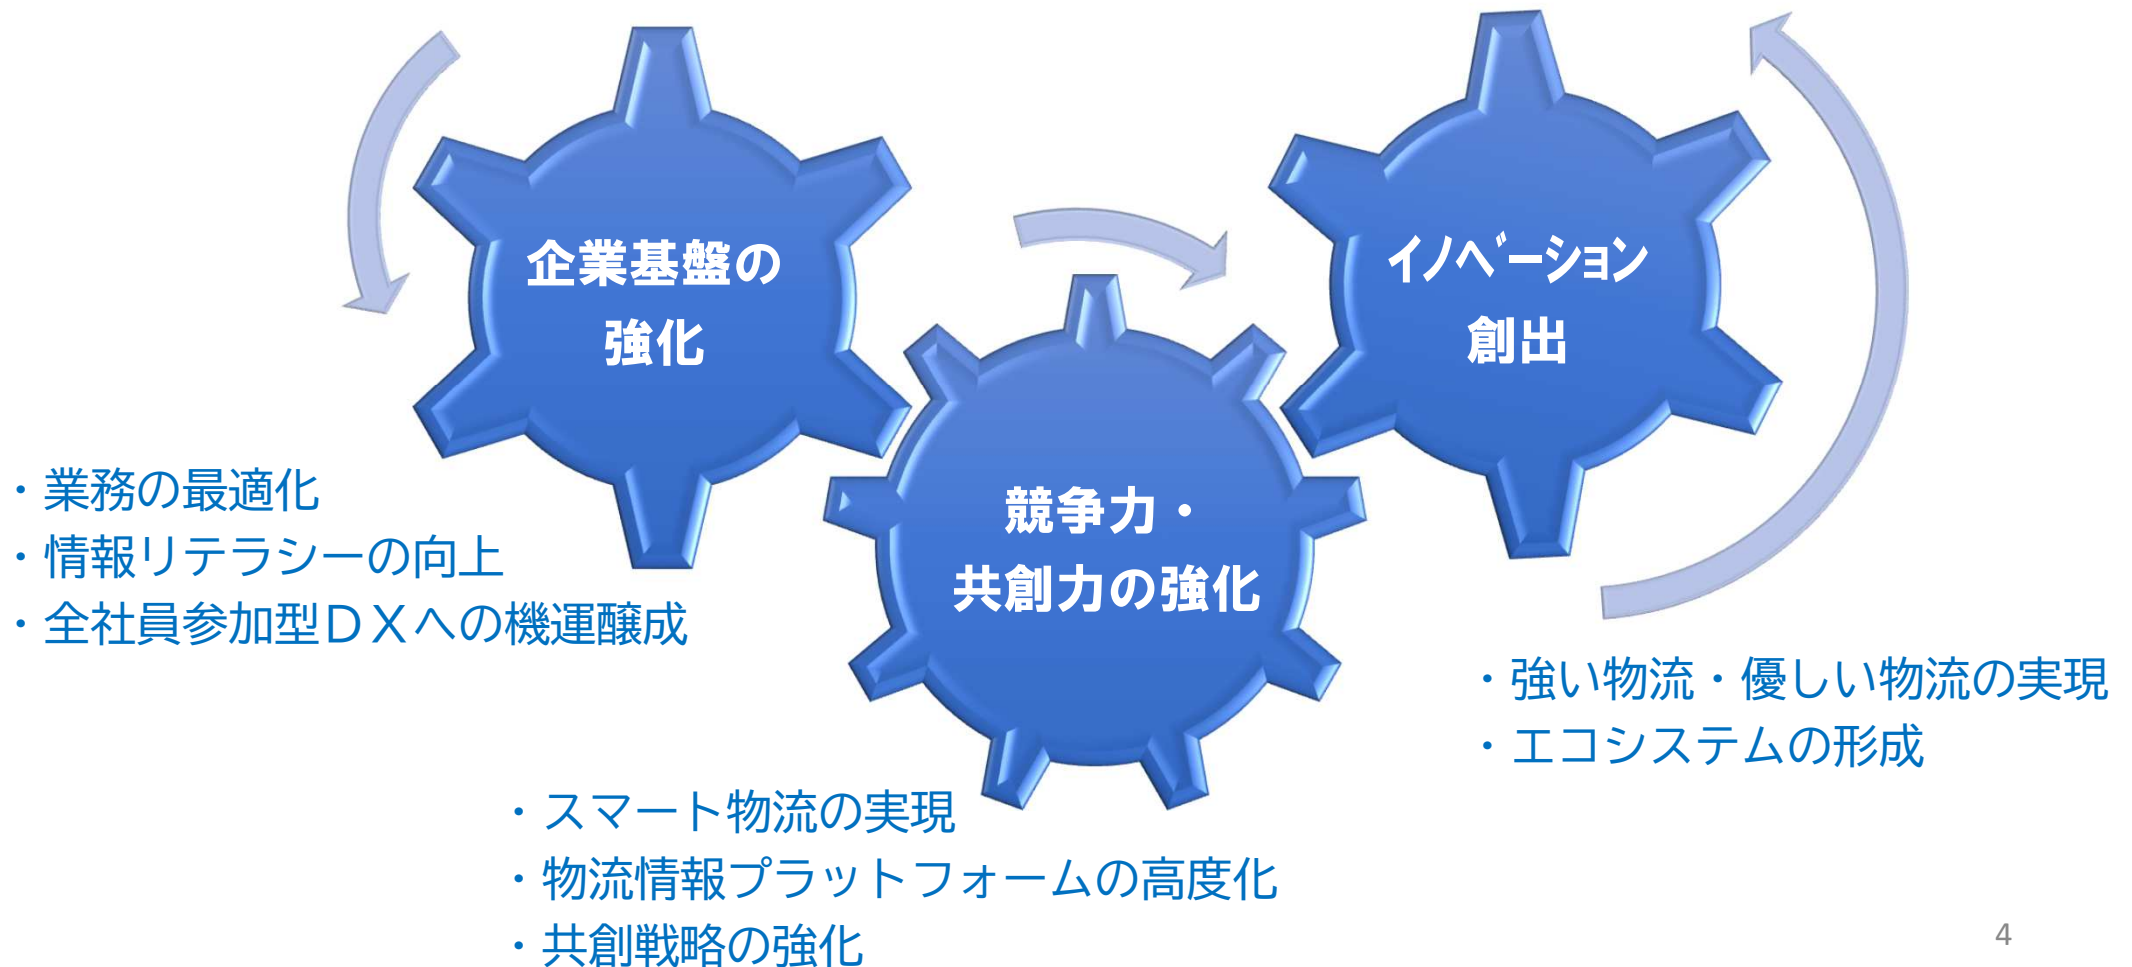 企業基盤の
強化
・業務の最適化
・情報リテラシーの向上
・全社員参加型ＤＸへの機運醸成
競争力・
共創力の強化
・スマート物流の実現
・物流情報プラットフォームの高度化
・共創戦略の強化
イノベーション
創出
・強い物流・優しい物流の実現
・エコシステムの形成
4